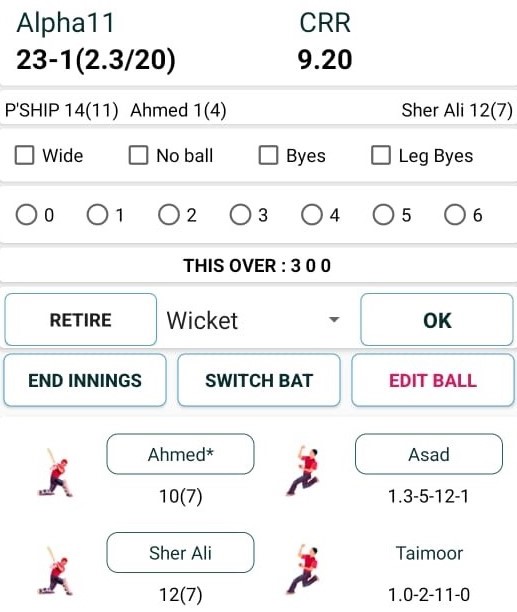 Alpha11 CRR
23-1(2.3/20) 9.20
P'SHIP 14(11) Ahmed 1(4) Sher Ali 12(7)
Wide No ball Byes Leg Byes
0 1 2 3 4 5 6
THIS OVER : 3 0 0
RETIRE Wicket OK
END INNINGS SWITCH BAT EDIT BALL
Ahmed* Asad
10(7) 1.3-5-12-1
Sher Ali Taimoor
12(7) 1.0-2-11-0